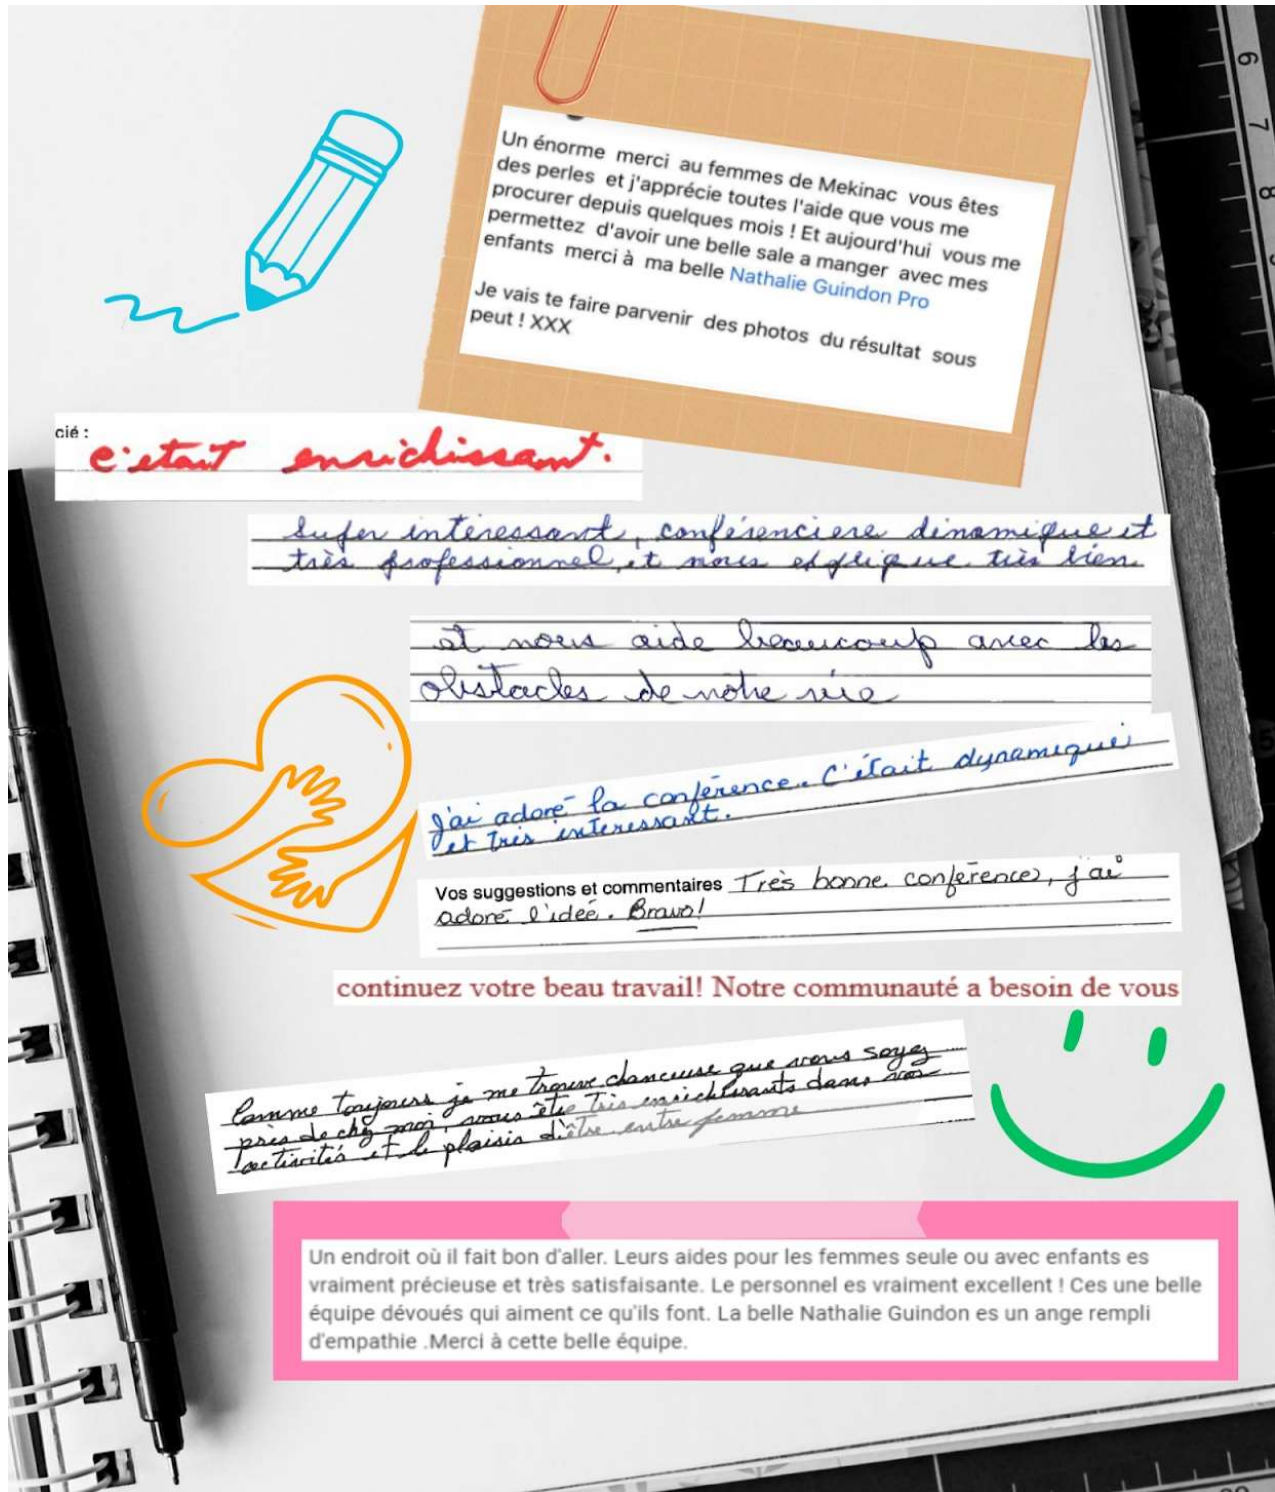 Un énorme merci au femmes de Mekinac vous êtes
des perles et j'apprécie toutes l'aide que vous me
procurer depuis quelques mois ! Et aujourd'hui vous me
permettez d'avoir une belle sale a manger avec mes
enfants merci à ma belle Nathalie Guindon Pro
Je vais te faire parvenir des photos du résultat sous
peut ! XXX
cié :
c'etait enrichissant.
Super intéressant, conférenciere dinamique et
très professionnel, et nous explique très bien.
et nous aide beaucoup avec les
obstacles de notre vie
J'ai adoré la conférence. C'était dynamique
et très interessant.
Vos suggestions et commentaires Très bonne conférence, j'ai
adoré l'idée. Bravo!
continuez votre beau travail! Notre communauté a besoin de vous
Comme toujours je me trouve chanceuse que vous soyez
près de chez moi, vous ête très enrichissants dans vos
activités et le plaisir d'être entre femme
Un endroit où il fait bon d'aller. Leurs aides pour les femmes seule ou avec enfants es
vraiment précieuse et très satisfaisante. Le personnel es vraiment excellent ! Ces une belle
équipe dévoués qui aiment ce qu'ils font. La belle Nathalie Guindon es un ange rempli
d'empathie .Merci à cette belle équipe.
6
7
8